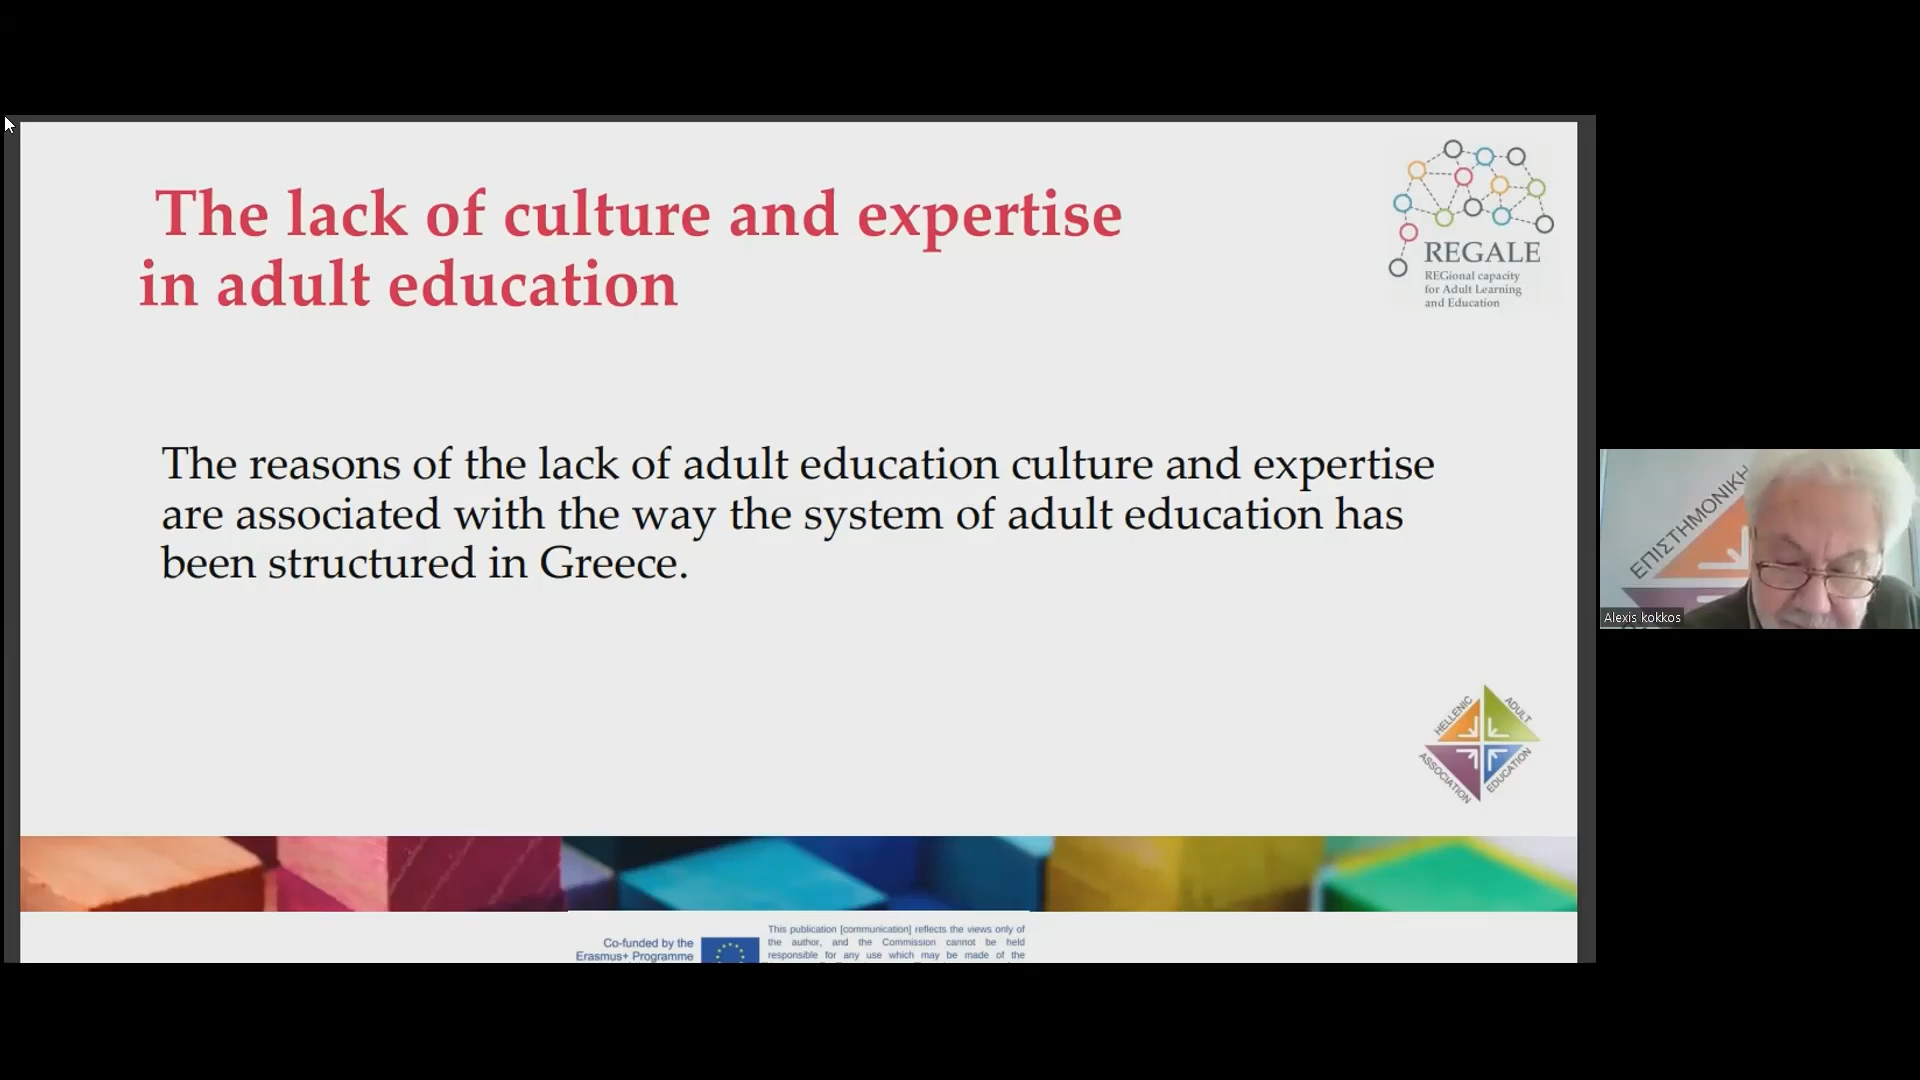 The lack of culture and expertise
in adult education
REGALE
REGional capacity
for Adult Learning
and Education
The reasons of the lack of adult education culture and expertise
are associated with the way the system of adult education has
been structured in Greece.
ΕΠΙΣΤΗΜΟΝΙΚΗ
Alexis kokkos
HELLENIC
ADULT
ASSOCIATION
EDUCATION
Co-funded by the
Erasmus+ Programme
This publication [communication] reflects the views only of
the author, and the Commission cannot be held
responsible for any use which may be made of the